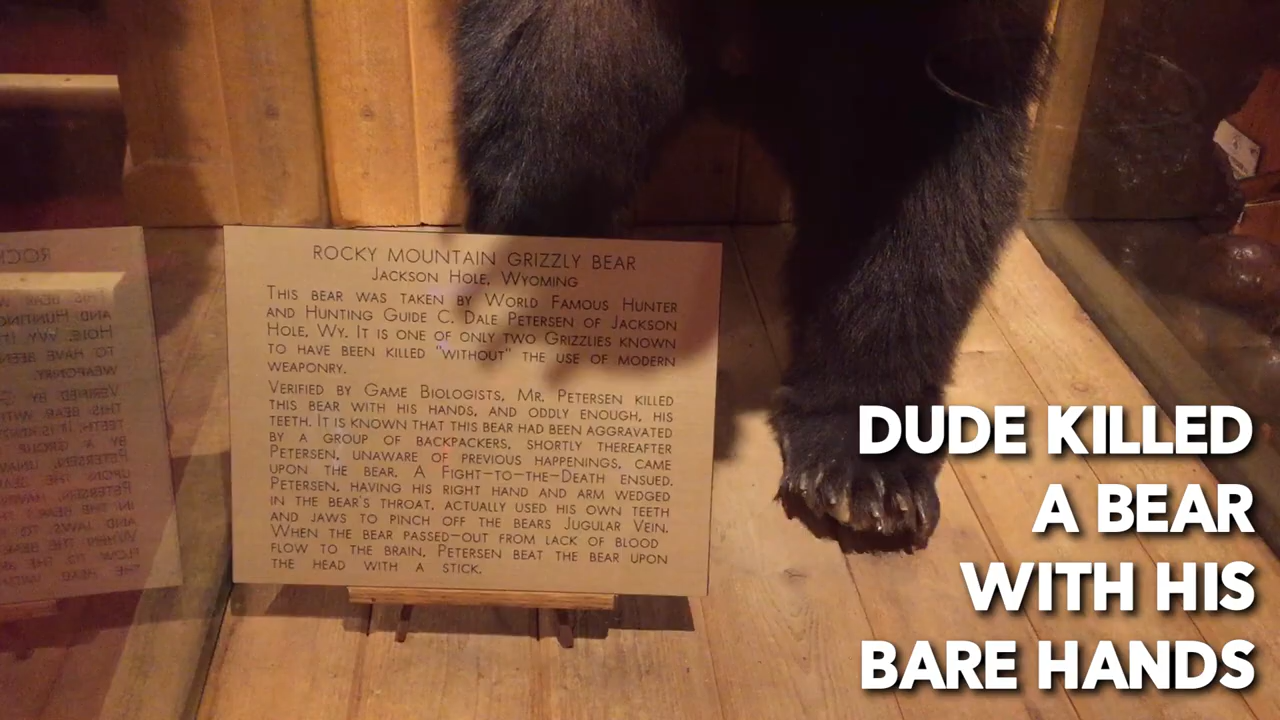 ROCKY MOUNTAIN GRIZZLY BEAR
JACKSON HOLE, WYOMING
THIS BEAR WAS TAKEN BY WORLD FAMOUS HUNTER
AND HUNTING GUIDE C. DALE PETERSEN OF JACKSON
HOLE, WY. IT IS ONE OF ONLY TWO GRIZZLIES KNOWN
TO HAVE BEEN KILLED "WITHOUT" THE USE OF MODERN
WEAPONRY.
VERIFIED BY GAME BIOLOGISTS, MR. PETERSEN KILLED
THIS BEAR WITH HIS HANDS, AND ODDLY ENOUGH, HIS
TEETH. IT IS KNOWN THAT THIS BEAR HAD BEEN AGGRAVATED
BY A GROUP OF BACKPACKERS. SHORTLY THEREAFTER
PETERSEN, UNAWARE OF PREVIOUS HAPPENINGS, CAME
UPON THE BEAR. A FIGHT-TO-THE-DEATH ENSUED.
PETERSEN, HAVING HIS RIGHT HAND AND ARM WEDGED
IN THE BEAR'S THROAT, ACTUALLY USED HIS OWN TEETH
AND JAWS TO PINCH OFF THE BEARS JUGULAR VEIN.
WHEN THE BEAR PASSED-OUT FROM LACK OF BLOOD
FLOW TO THE BRAIN, PETERSEN BEAT THE BEAR UPON
THE HEAD WITH A STICK.
DUDE KILLED
A BEAR
WITH HIS
BARE HANDS